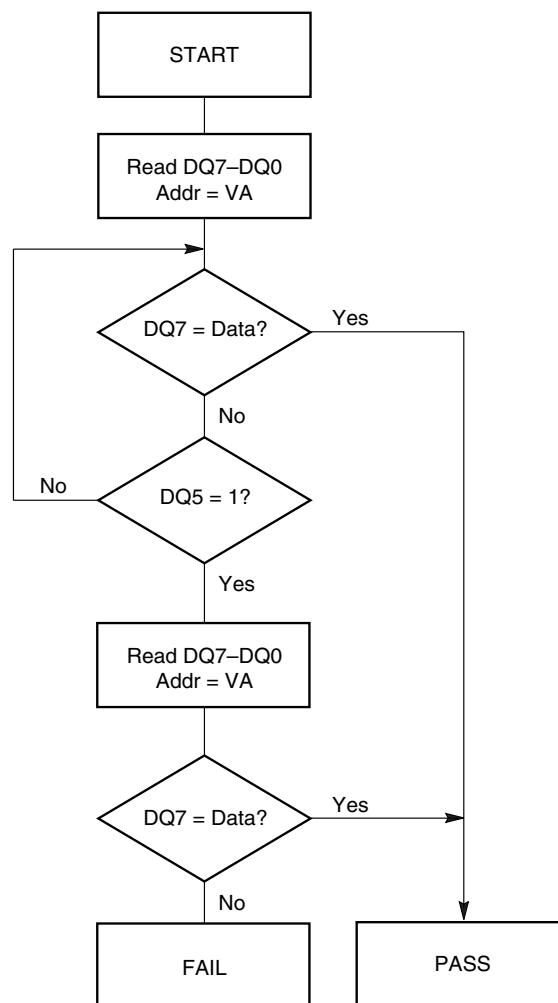 START
Read DQ7–DQ0
Addr = VA
DQ7 = Data?
Yes
No
No
DQ5 = 1?
Yes
Read DQ7–DQ0
Addr = VA
DQ7 = Data?
Yes
No
FAIL
PASS